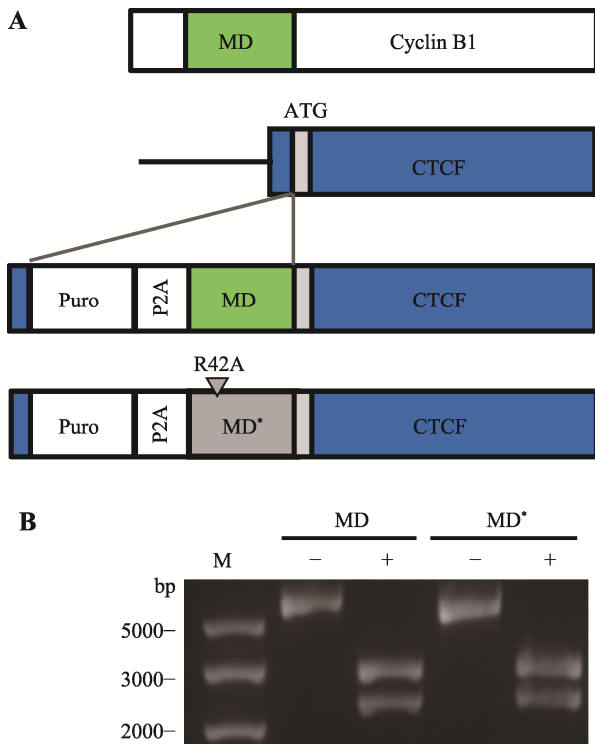 A
MD Cyclin B1
ATG
CTCF
Puro P2A MD CTCF
R42A
Puro P2A MD* CTCF
B
MD MD*
M − + − +
bp
5000−
3000−
2000−